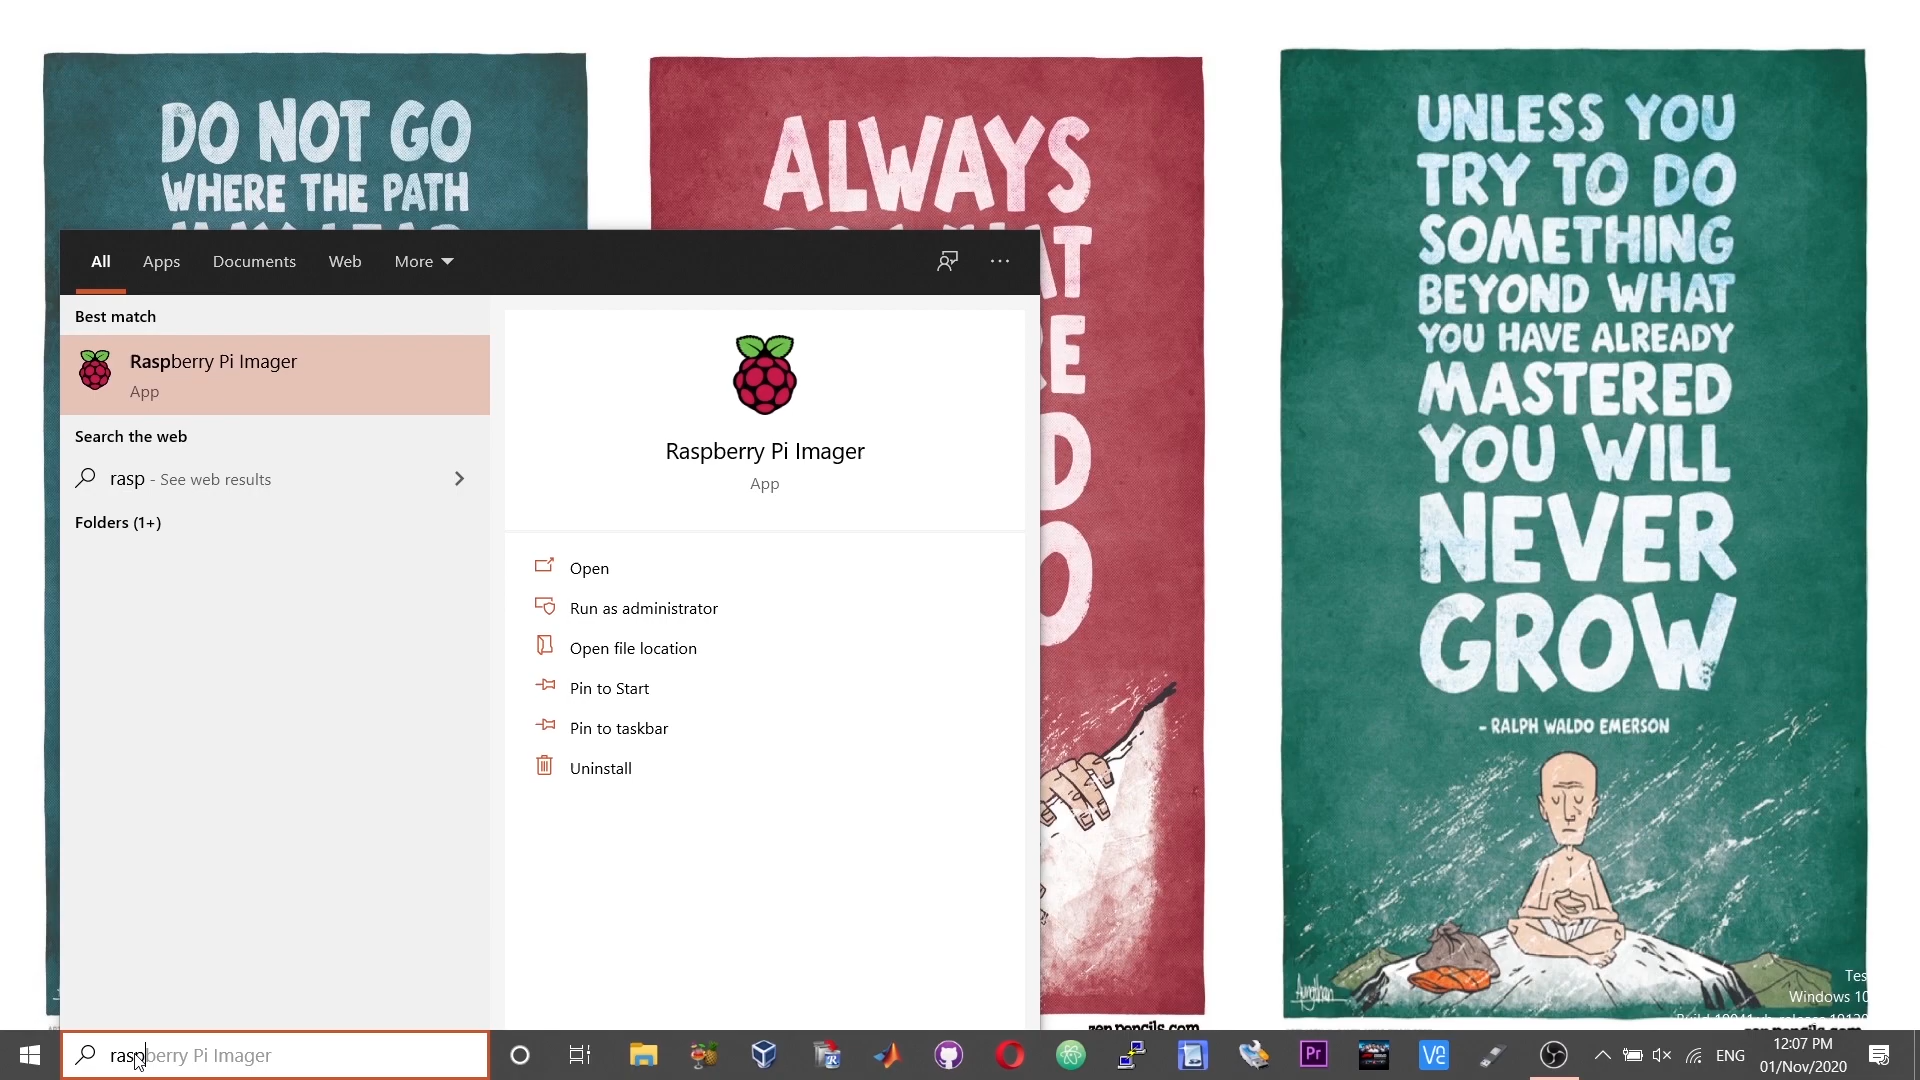 DO NOT GO
WHERE THE PATH
ALWAYS
UNLESS YOU
TRY TO DO
SOMETHING
BEYOND WHAT
YOU HAVE ALREADY
MASTERED
YOU WILL
NEVER
GROW
- RALPH WALDO EMERSON
All
Apps
Documents
Web
More
Best match
Raspberry Pi Imager
App
Search the web
rasp - See web results
Folders (1+)
Raspberry Pi Imager
App
Open
Run as administrator
Open file location
Pin to Start
Pin to taskbar
Uninstall
Tes
Windows 10
zenpencils.com
raspberry Pi Imager
Pr
ENG
12:07 PM
01/Nov/2020